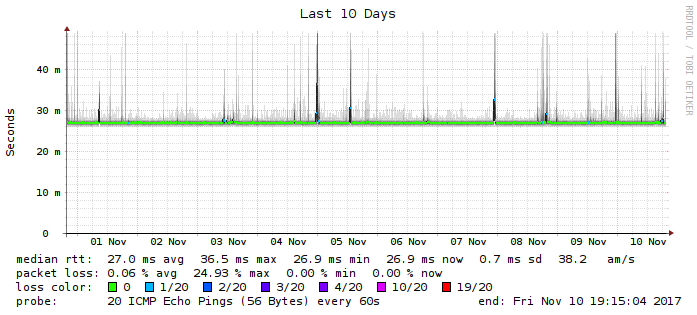 Last 10 Days
RRDTOOL / TOBI OETIKER
Seconds
40 m
30 m
20 m
10 m
0
01 Nov 02 Nov 03 Nov 04 Nov 05 Nov 06 Nov 07 Nov 08 Nov 09 Nov 10 Nov
median rtt: 27.0 ms avg 36.5 ms max 26.9 ms min 26.9 ms now 0.7 ms sd 38.2 am/s
packet loss: 0.06 % avg 24.93 % max 0.00 % min 0.00 % now
loss color: 0 1/20 2/20 3/20 4/20 10/20 19/20
probe: 20 ICMP Echo Pings (56 Bytes) every 60s end: Fri Nov 10 19:15:04 2017